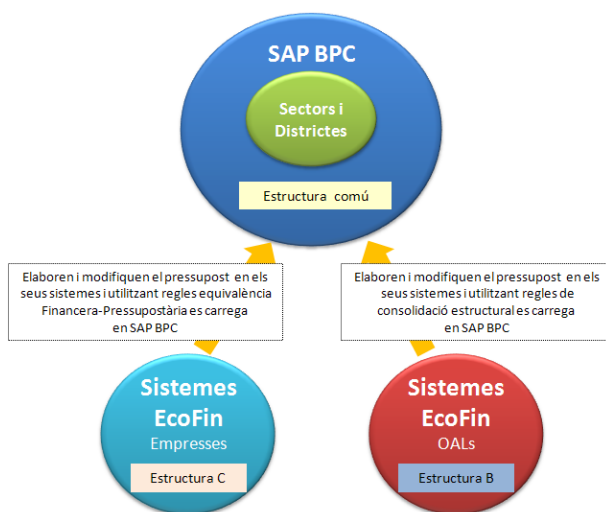 SAP BPC
Sectors i
Districtes
Estructura comú
Elaboren i modifiquen el pressupost en els
seus sistemes i utilitzant regles equivalència
Financera-Pressupostària es carrega
en SAP BPC
Elaboren i modifiquen el pressupost en els
seus sistemes i utilitzant regles de
consolidació estructural es carrega
en SAP BPC
Sistemes
EcoFin
Empresses
Estructura C
Sistemes
EcoFin
OALs
Estructura B